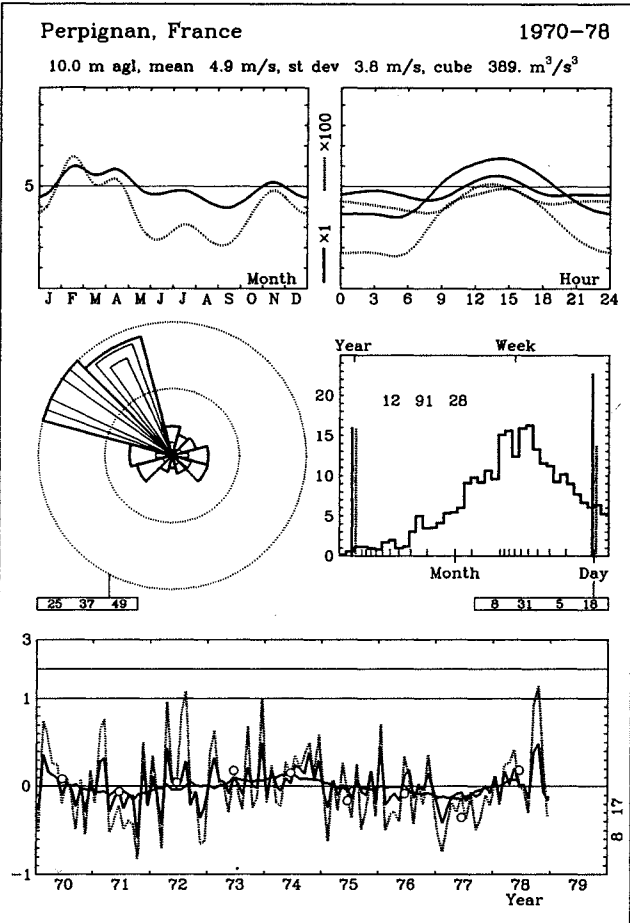 Perpignan, France 1970-78
10.0 m agl, mean 4.9 m/s, st dev 3.8 m/s, cube 389. m³/s³
5
×1 ×100
J F M A M J J A S O N D
Month
0 3 6 9 12 15 18 21 24
Hour
Year Week
20
15
10
5
0
12 91 28
Month Day
25 37 49
8 31 5 18
3
1
0
-1
70 71 72 73 74 75 76 77 78 79
Year
8 17